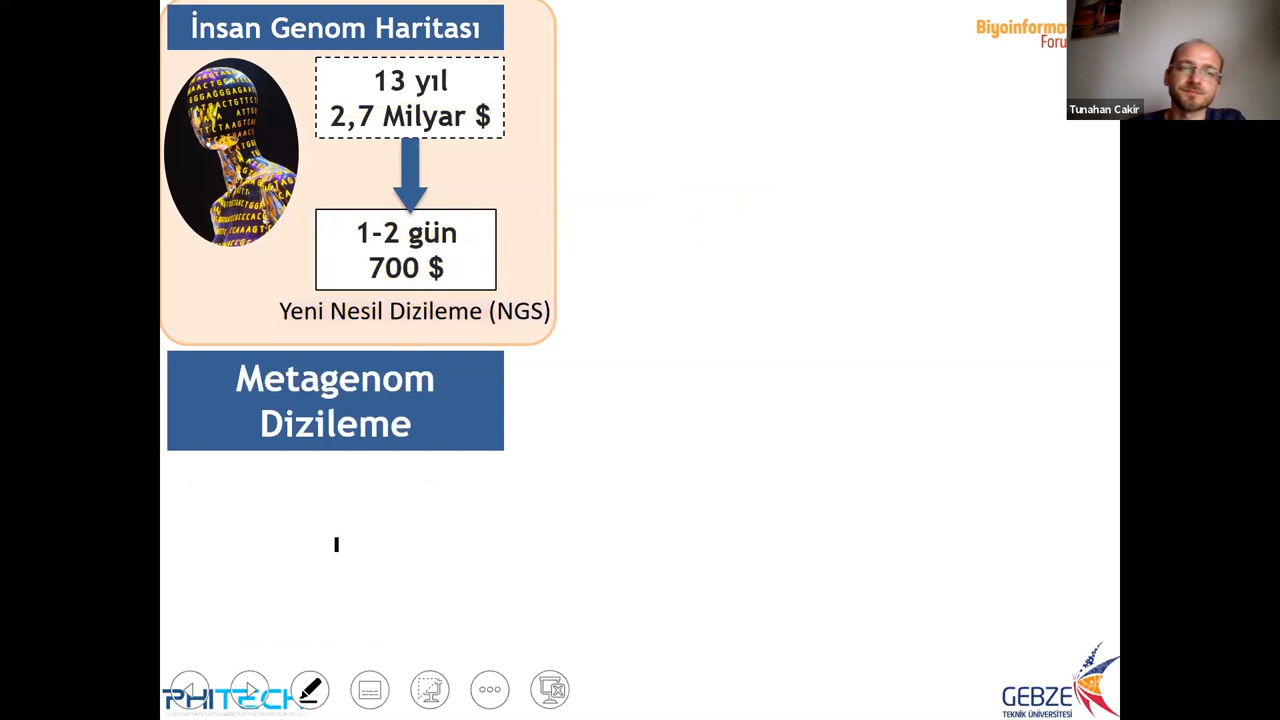 İnsan Genom Haritası
13 yıl
2,7 Milyar $
1-2 gün
700 $
Yeni Nesil Dizileme (NGS)
Metagenom
Dizileme
Biyoinforma
Foru
Tunahan Cakir
PHITECH
GEBZE
TEKNİK ÜNİVERSİTESİ